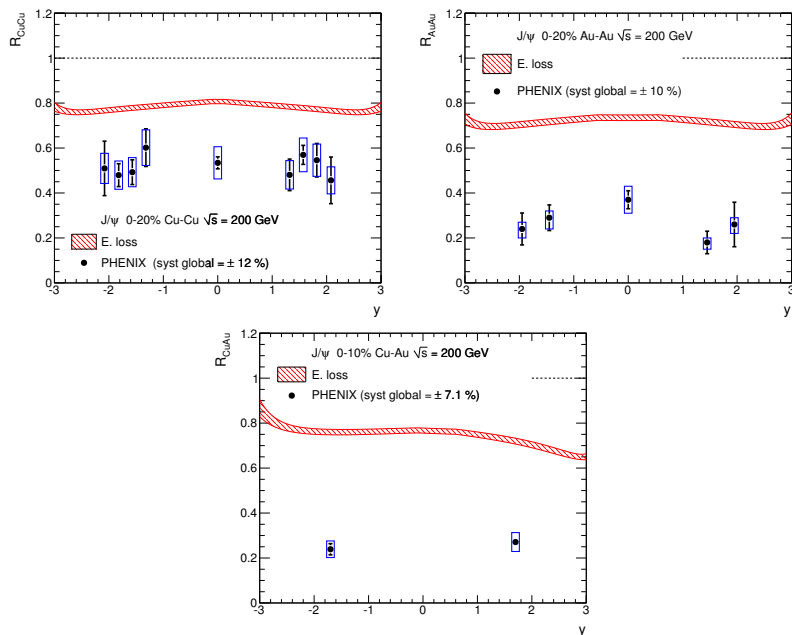 R_CuCu
1.2
1
0.8
0.6
0.4
0.2
0
J/ψ 0-20% Cu-Cu √s = 200 GeV
E. loss
PHENIX (syst global = ± 12 %)
-3 -2 -1 0 1 2 3
y
R_AuAu
1.2
1
0.8
0.6
0.4
0.2
0
J/ψ 0-20% Au-Au √s = 200 GeV
E. loss
PHENIX (syst global = ± 10 %)
-3 -2 -1 0 1 2 3
y
R_CuAu
1.2
1
0.8
0.6
0.4
0.2
0
J/ψ 0-10% Cu-Au √s = 200 GeV
E. loss
PHENIX (syst global = ± 7.1 %)
-3 -2 -1 0 1 2 3
y